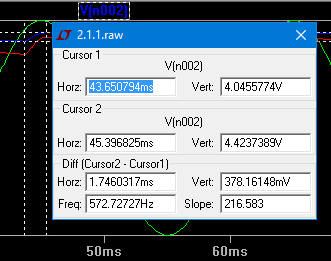 V(n002)
2.1.1.raw
Cursor 1
V(n002)
Horz: 43.650794ms Vert: 4.0455774V
Cursor 2
V(n002)
Horz: 45.396825ms Vert: 4.4237389V
Diff (Cursor2 - Cursor1)
Horz: 1.7460317ms Vert: 378.16148mV
Freq: 572.72727Hz Slope: 216.583
50ms 60ms